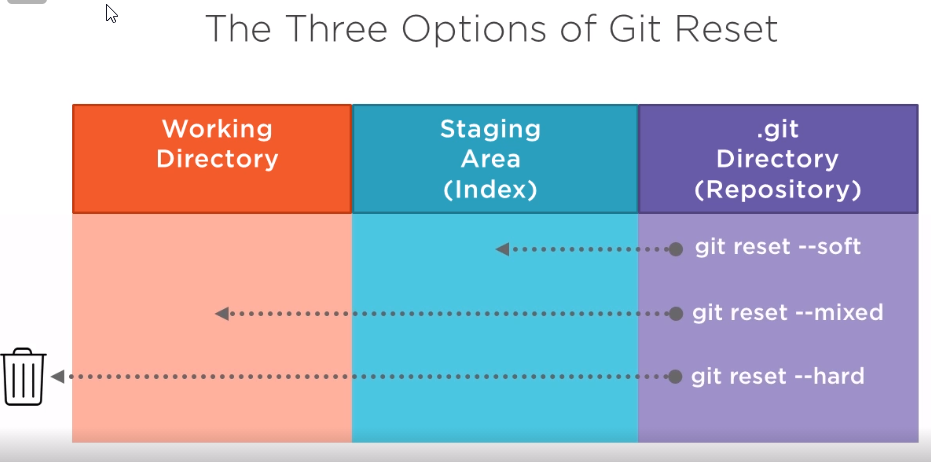 The Three Options of Git Reset
Working
Directory
Staging
Area
(Index)
.git
Directory
(Repository)
git reset --soft
git reset --mixed
git reset --hard